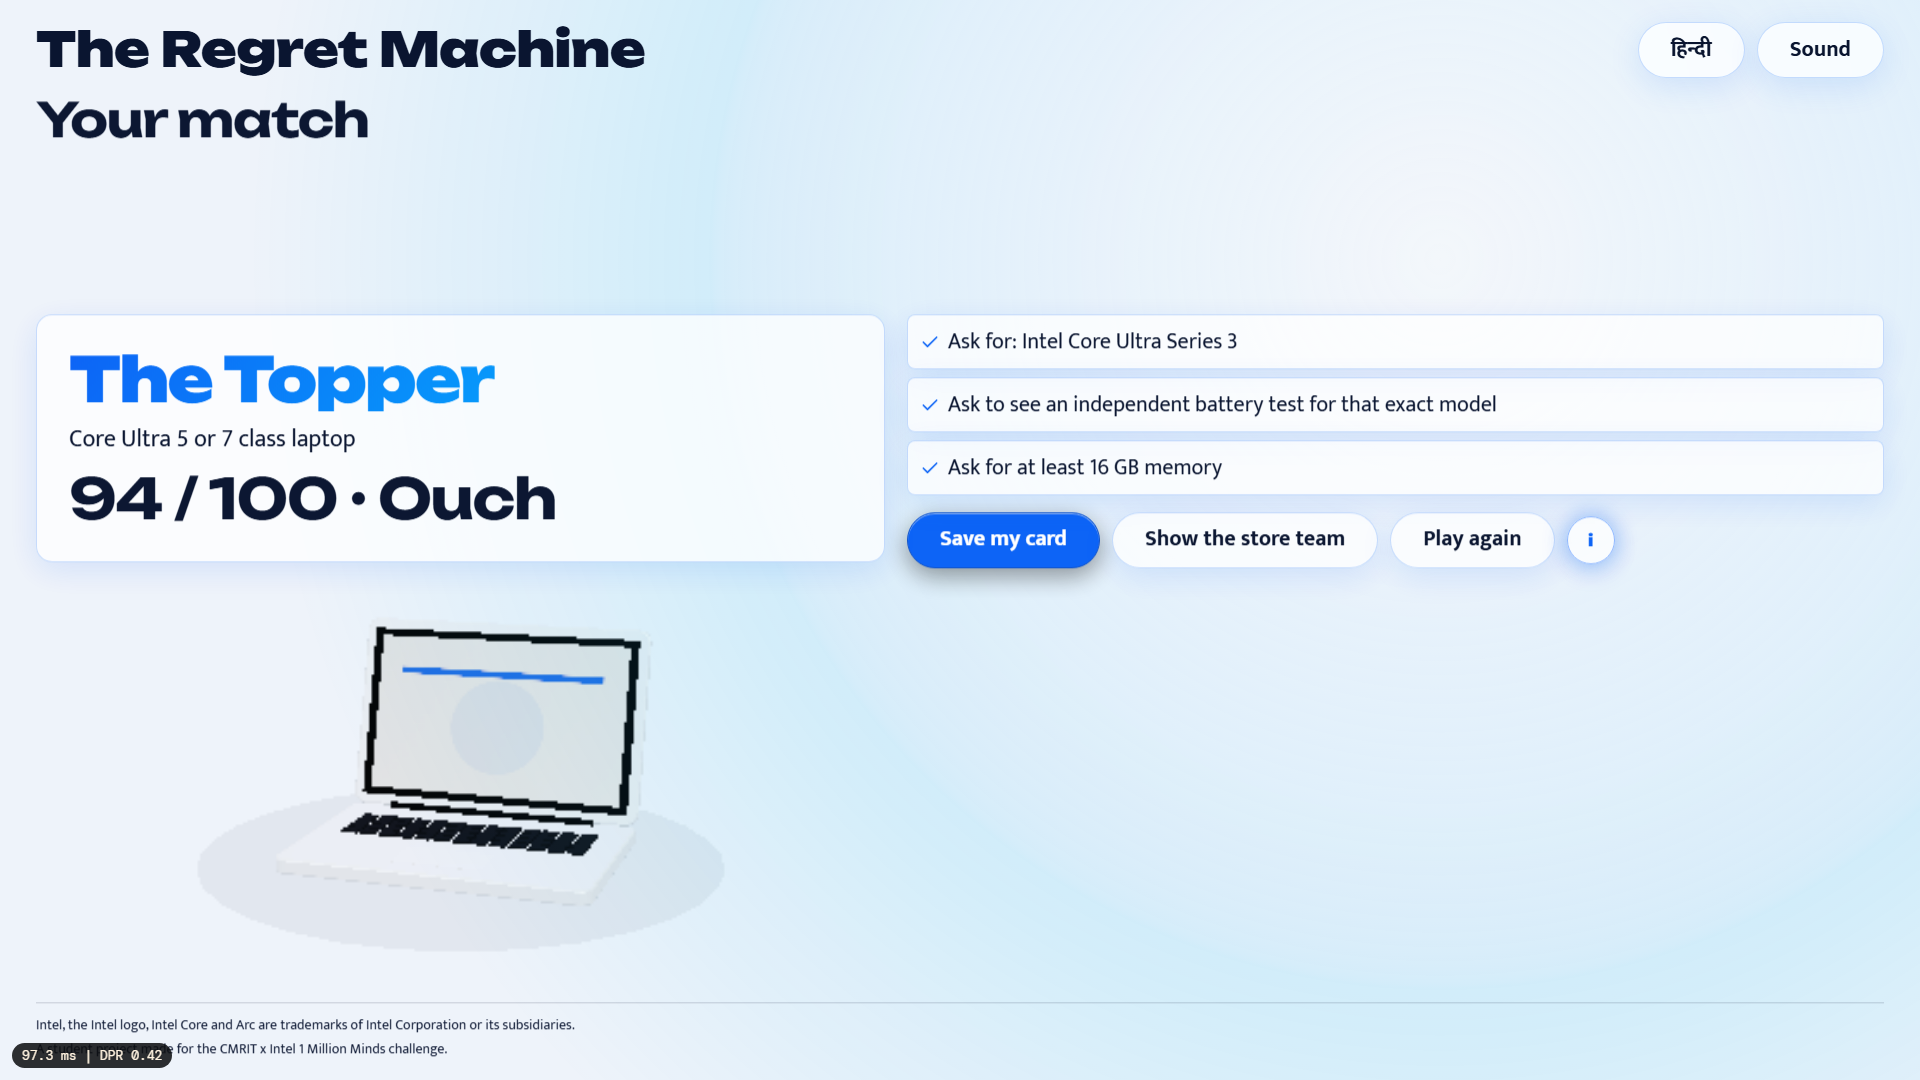 The Regret Machine
हिन्दी
Sound
Your match
The Topper
Core Ultra 5 or 7 class laptop
94 / 100 • Ouch
Ask for: Intel Core Ultra Series 3
Ask to see an independent battery test for that exact model
Ask for at least 16 GB memory
Save my card
Show the store team
Play again
i
Intel, the Intel logo, Intel Core and Arc are trademarks of Intel Corporation or its subsidiaries.
A student project made for the CMRIT x Intel 1 Million Minds challenge.
97.3 ms | DPR 0.42